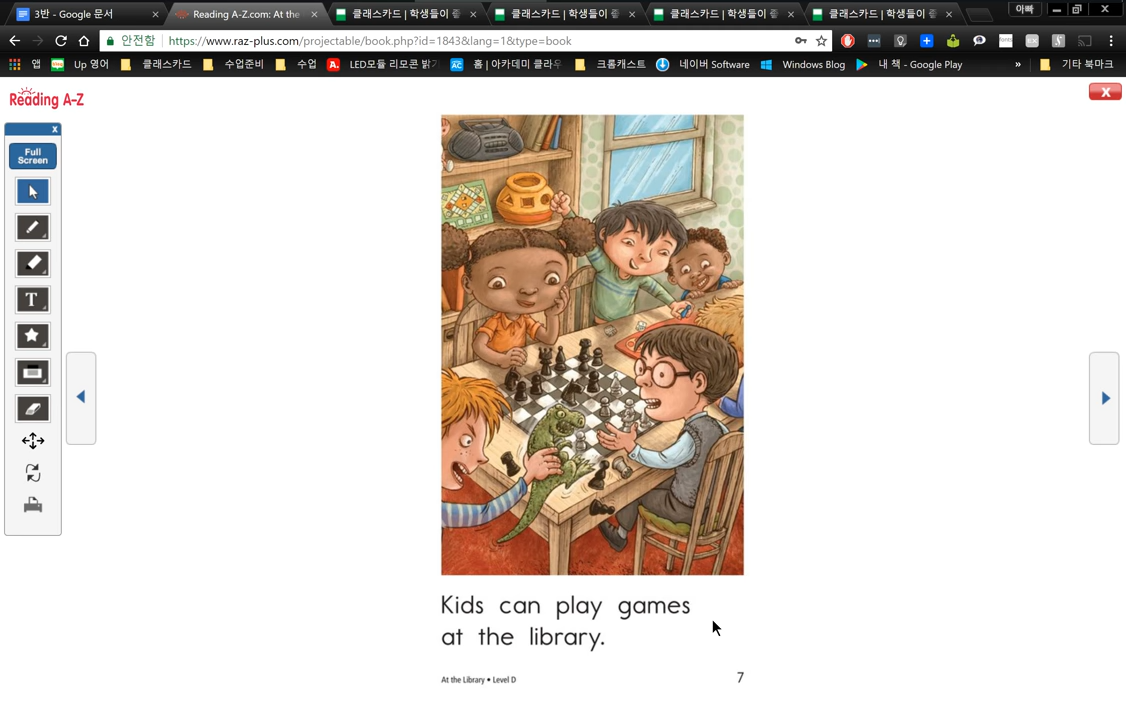 3반 - Google 문서
Reading A-Z.com: At the
클래스카드 | 학생들이 좋
클래스카드 | 학생들이 좋
클래스카드 | 학생들이 좋
클래스카드 | 학생들이 좋
아빠
안전함
https://www.raz-plus.com/projectable/book.php?id=1843&lang=1&type=book
앱
Up 영어
클래스카드
수업준비
수업
LED모듈 리모콘 밝기
홈 | 아카데미 클라우
크롬캐스트
네이버 Software
Windows Blog
내 책 - Google Play
»
기타 북마크
Reading A-Z
X
x
Full
Screen
T
Kids can play games
at the library.
At the Library • Level D
7